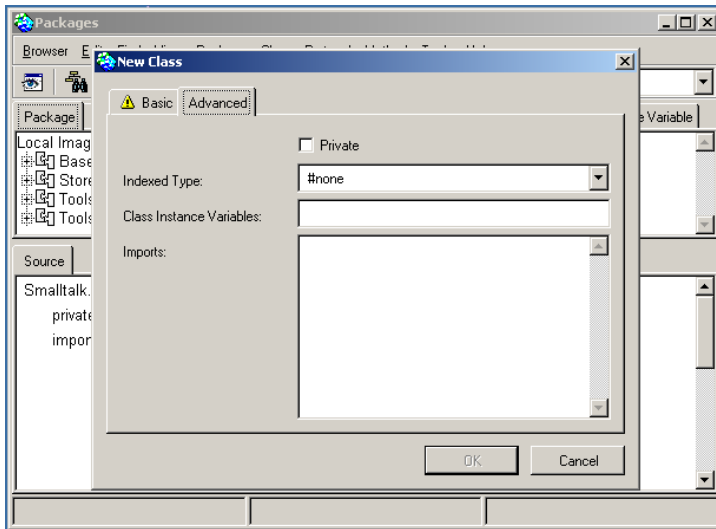 Packages
Browser
New Class
Package
Basic
Advanced
e Variable
Local Imag
Private
Base
Store
Indexed Type:
#none
Tools
Tools
Class Instance Variables:
Imports:
Source
Smalltalk.
private
impor
OK
Cancel